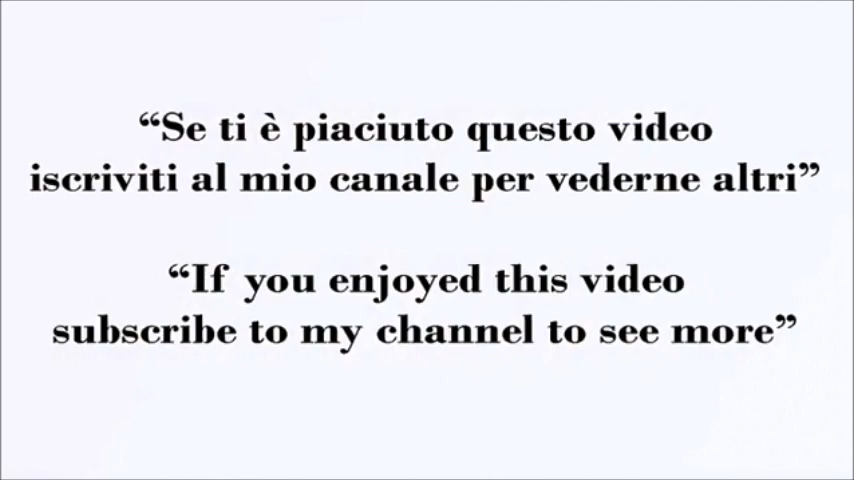 “Se ti è piaciuto questo video
iscriviti al mio canale per vederne altri”
“If you enjoyed this video
subscribe to my channel to see more”